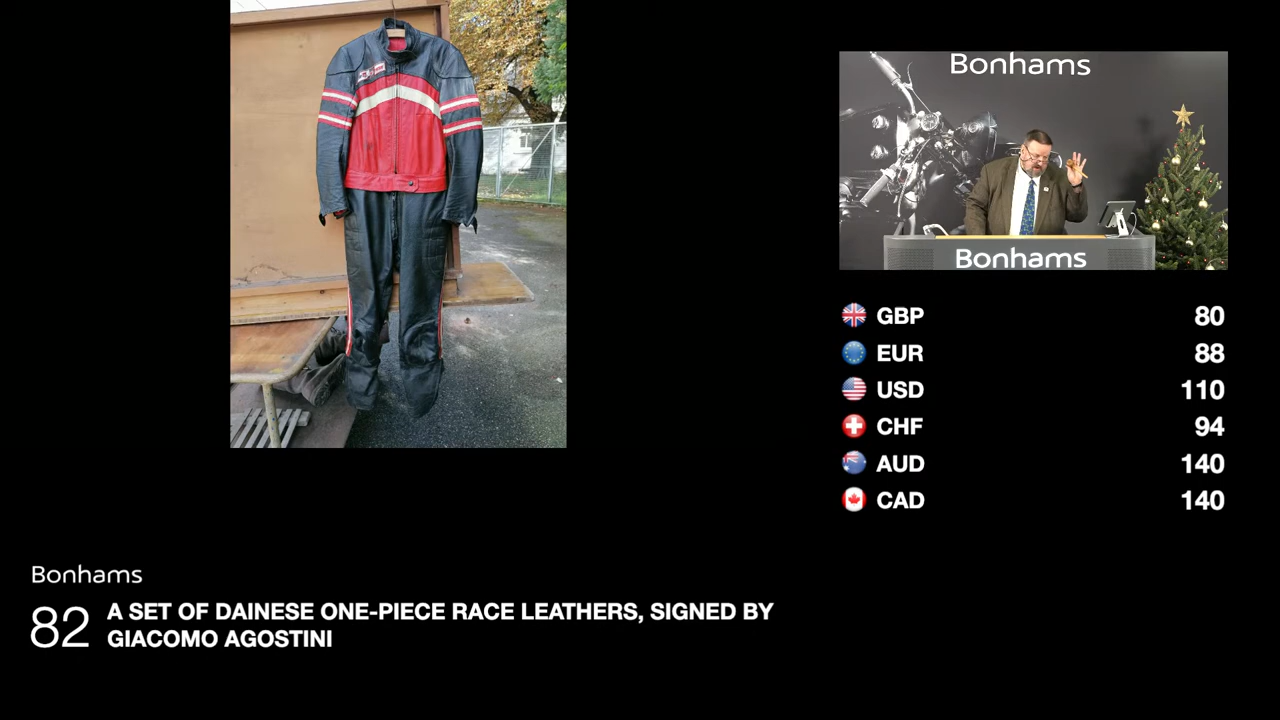 Bonhams
Bonhams
GBP 80
EUR 88
USD 110
CHF 94
AUD 140
CAD 140
Bonhams
82 A SET OF DAINESE ONE-PIECE RACE LEATHERS, SIGNED BY
GIACOMO AGOSTINI